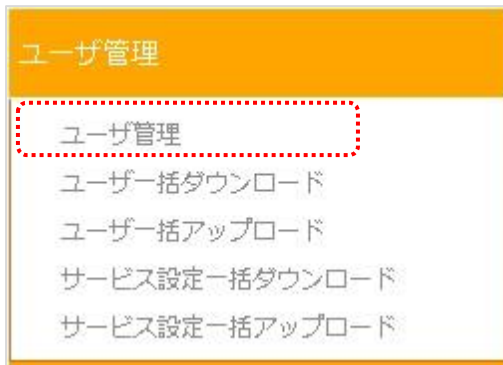 ユーザ管理
ユーザ管理
ユーザ一括ダウンロード
ユーザ一括アップロード
サービス設定一括ダウンロード
サービス設定一括アップロード